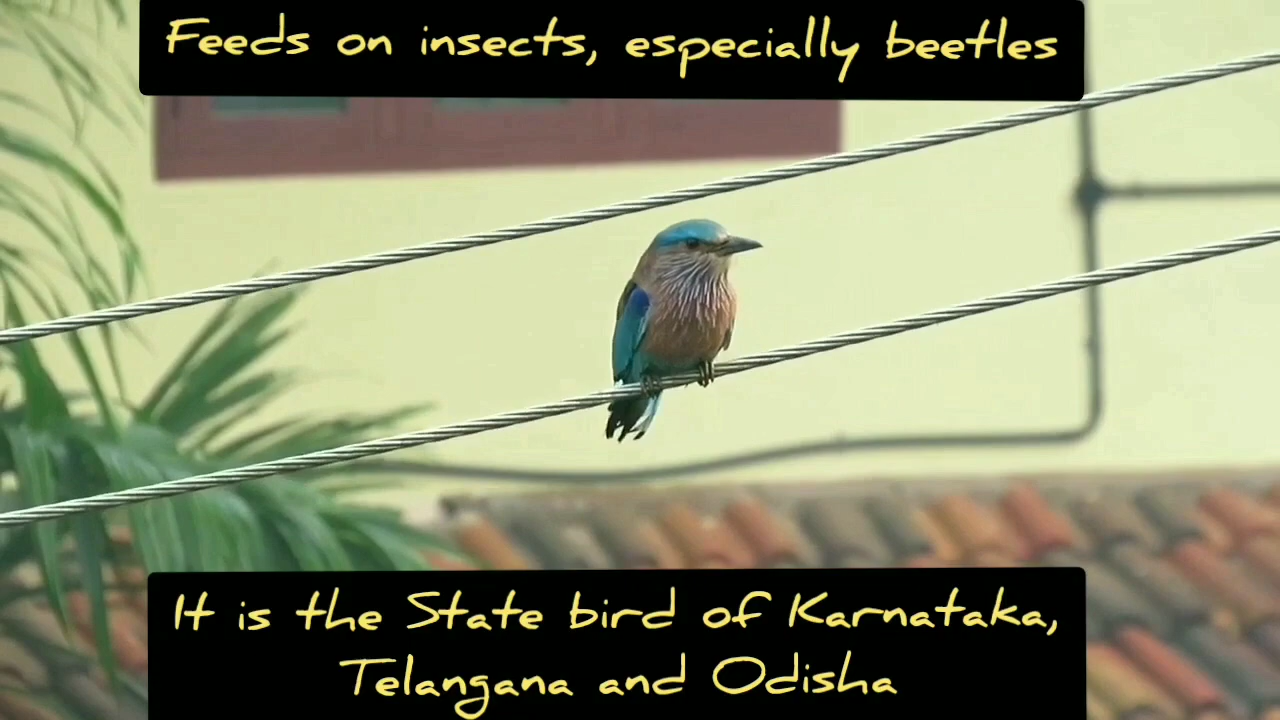 Feeds on insects, especially beetles
It is the State bird of Karnataka,
Telangana and Odisha